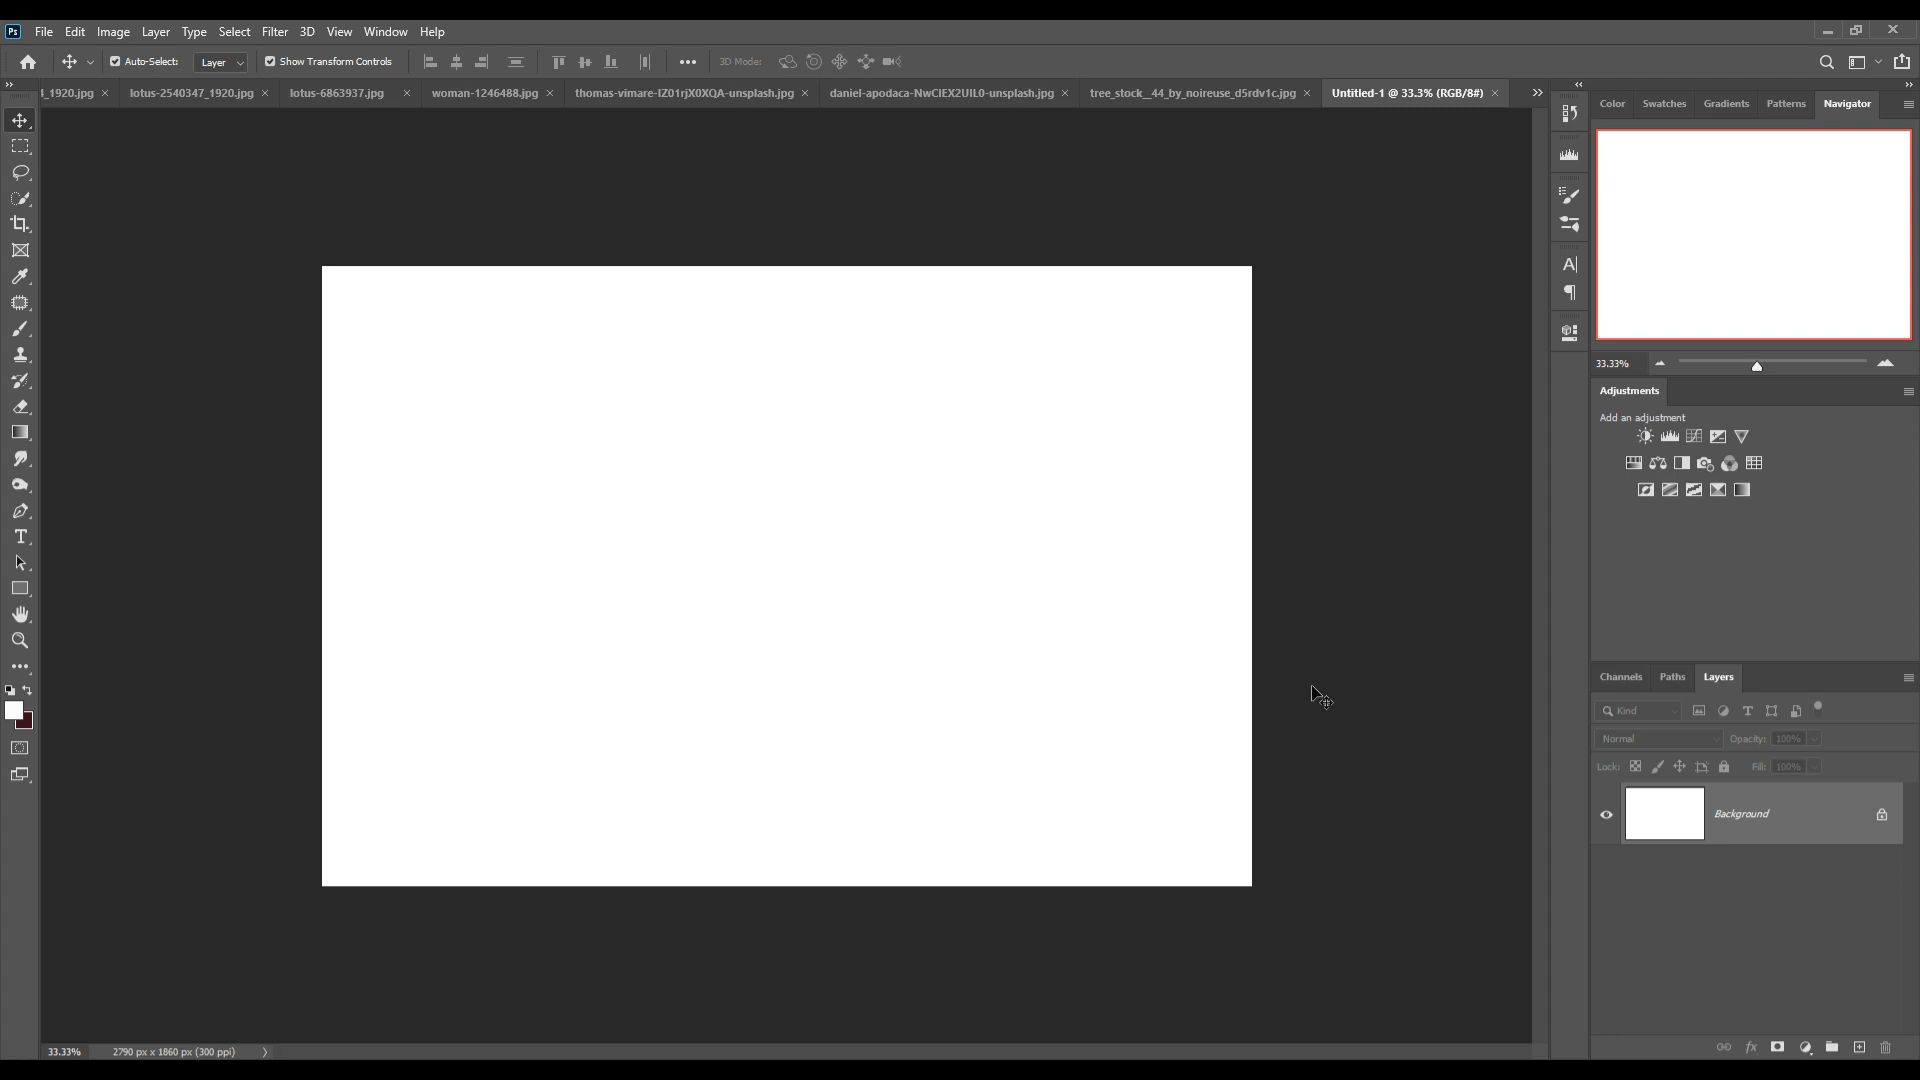 Ps File Edit Image Layer Type Select Filter 3D View Window Help
Auto-Select: Layer Show Transform Controls 3D Mode:
l_1920.jpg lotus-2540347_1920.jpg lotus-6863937.jpg woman-1246488.jpg thomas-vimare-IZ01rjX0XQA-unsplash.jpg daniel-apodaca-NwCIEX2UIL0-unsplash.jpg tree_stock__44_by_noireuse_d5rdv1c.jpg Untitled-1 @ 33.3% (RGB/8#)
Color Swatches Gradients Patterns Navigator
33.33%
Adjustments
Add an adjustment
Channels Paths Layers
Kind
Normal Opacity: 100%
Lock: Fill: 100%
Background
33.33% 2790 px x 1860 px (300 ppi)